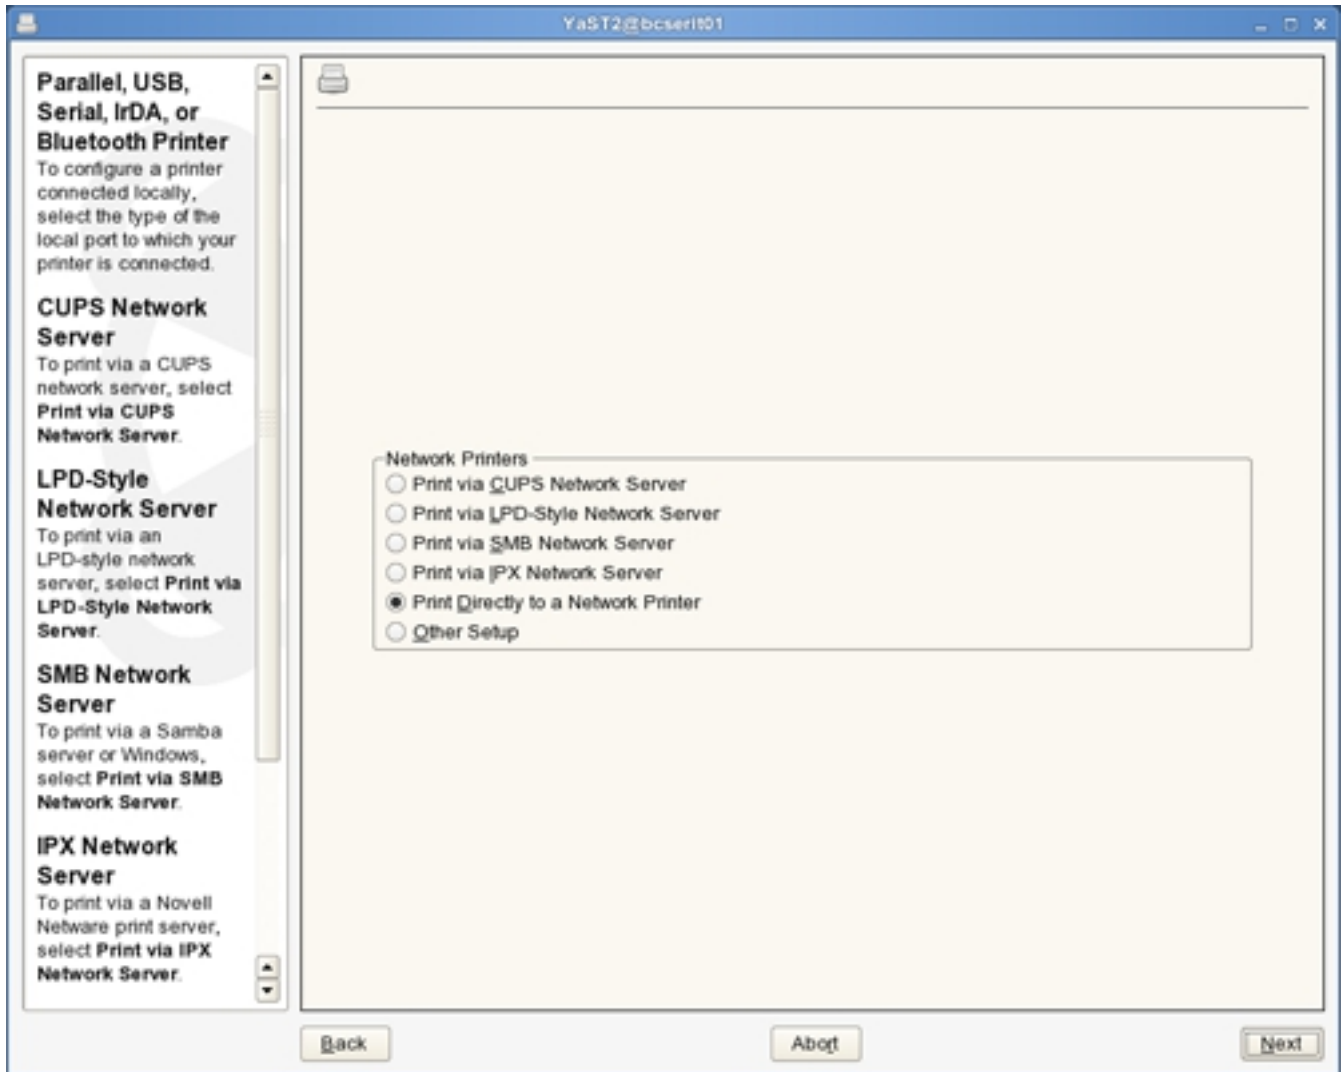 YaST2@bcserit01
Parallel, USB,
Serial, IrDA, or
Bluetooth Printer
To configure a printer
connected locally,
select the type of the
local port to which your
printer is connected.
CUPS Network
Server
To print via a CUPS
network server, select
Print via CUPS
Network Server.
LPD-Style
Network Server
To print via an
LPD-style network
server, select Print via
LPD-Style Network
Server.
SMB Network
Server
To print via a Samba
server or Windows,
select Print via SMB
Network Server.
IPX Network
Server
To print via a Novell
Netware print server,
select Print via IPX
Network Server.
Network Printers
Print via CUPS Network Server
Print via LPD-Style Network Server
Print via SMB Network Server
Print via IPX Network Server
Print Directly to a Network Printer
Other Setup
Back
Abort
Next